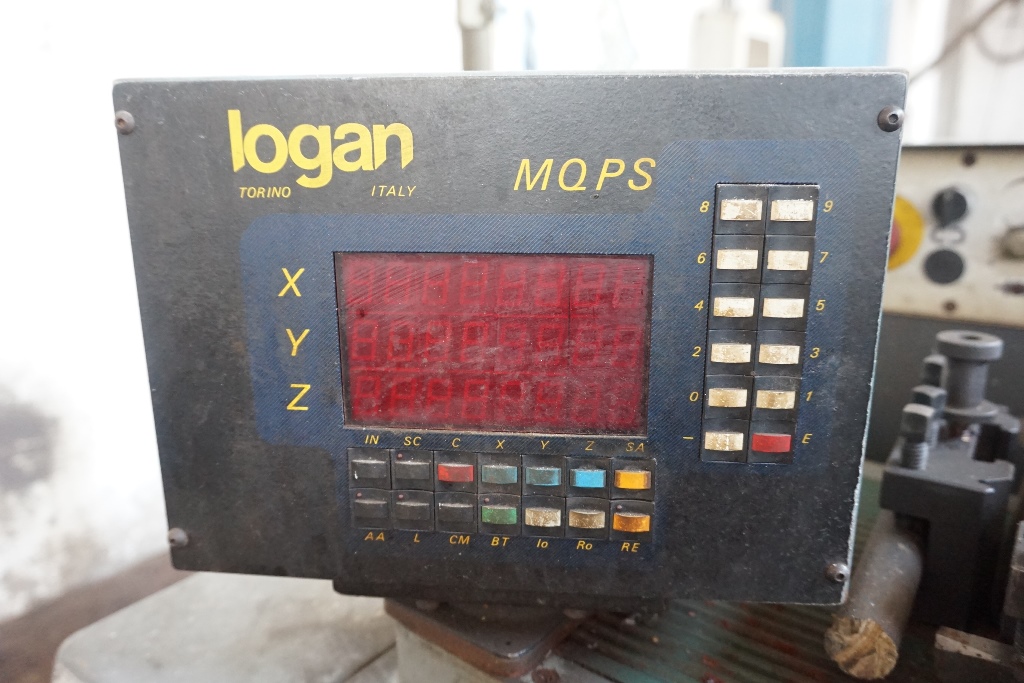 logan
TORINO ITALY
MQPS
8 9
6 7
4 5
2 3
0 1
- E
X
Y
Z
IN SC C X Y Z SA
AA L CM BT Io Ro RE